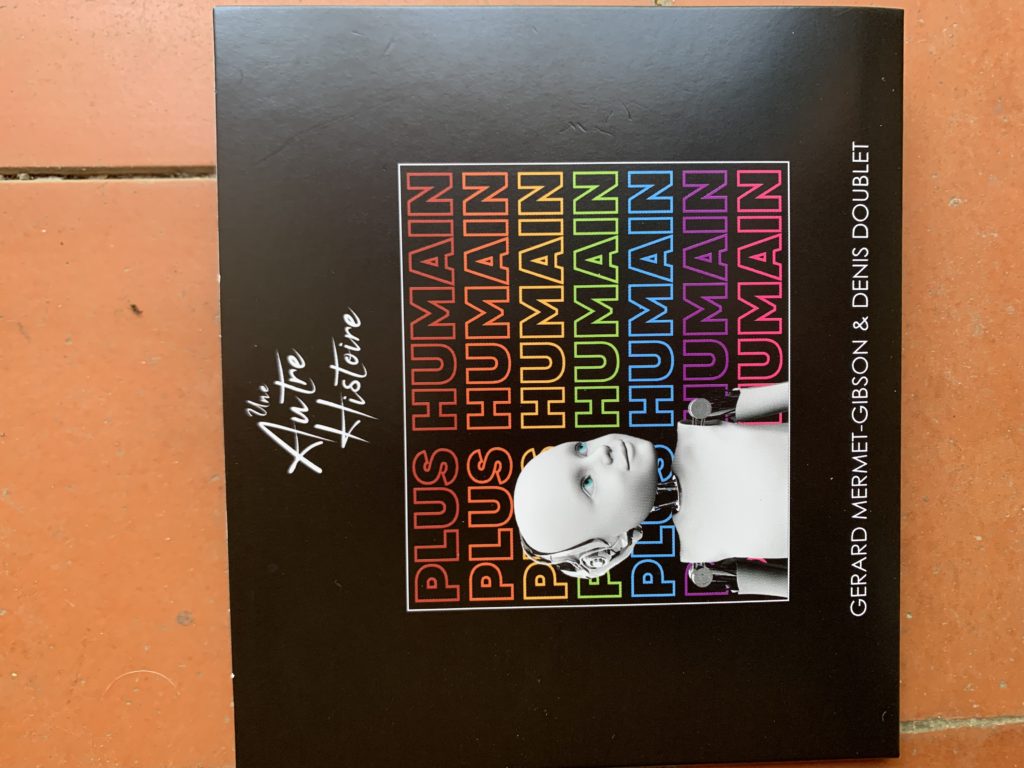 Une
Autre
Histoire
PLUS HUMAIN
PLUS HUMAIN
PLUS HUMAIN
PLUS HUMAIN
PLUS HUMAIN
PLUS HUMAIN
HUMAIN
GERARD MERMET-GIBSON & DENIS DOUBLET